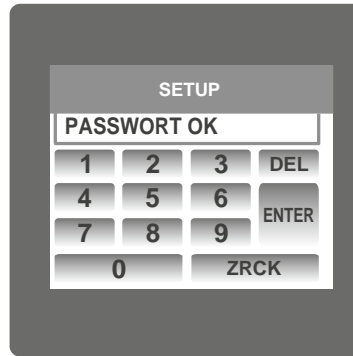 SETUP
PASSWORT OK
1 2 3 DEL
4 5 6 ENTER
7 8 9
0 ZRCK